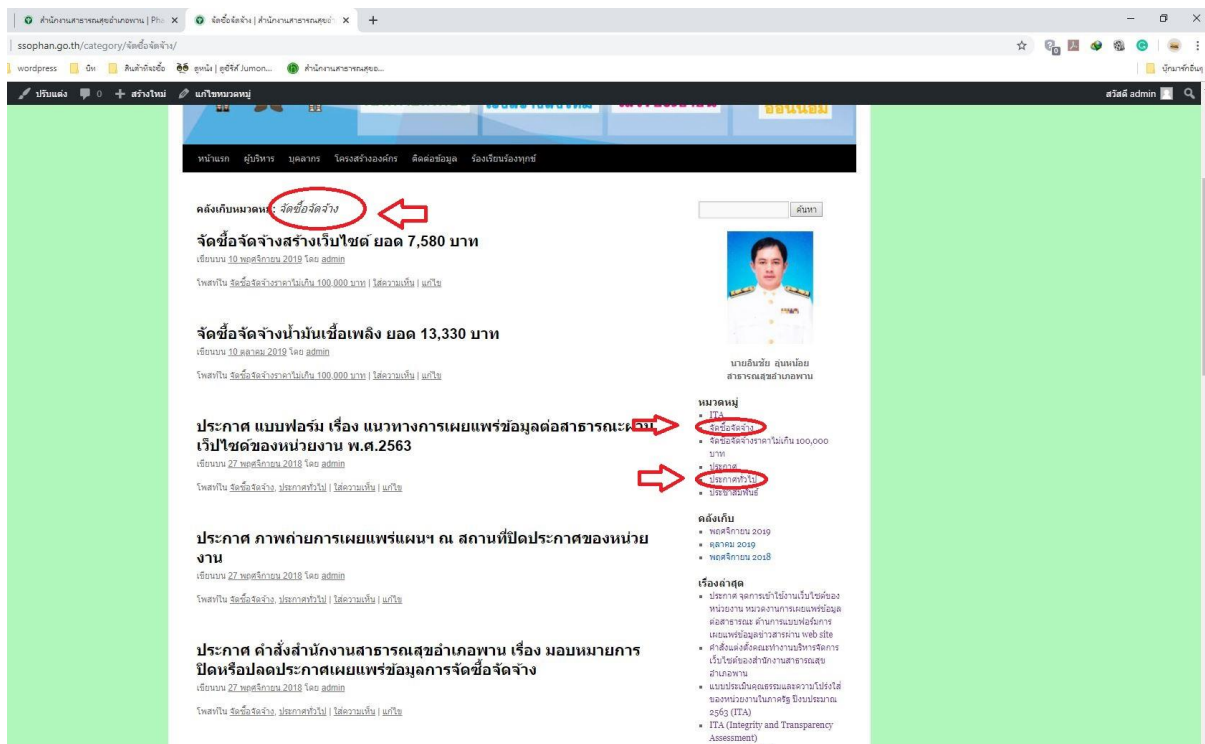 สำนักงานสาธารณสุขอำเภอพาน | Pho
จัดซื้อจัดจ้าง | สำนักงานสาธารณสุขอำ
ssophan.go.th/category/จัดซื้อจัดจ้าง/
wordpress บิท สินค้าที่จะซื้อ ดูหนัง | ดูซีรีส์ Jumon... สำนักงานสาธารณสุขอ... บุ๊กมาร์กอื่นๆ
ปรับแต่ง 0 + สร้างใหม่ แก้ไขหมวดหมู่ สวัสดี admin
ออนน้อม
หน้าแรก ผู้บริหาร บุคลากร โครงสร้างองค์กร ติดต่อข้อมูล ร้องเรียนร้องทุกข์
คลังเก็บหมวดหมู่: จัดซื้อจัดจ้าง
จัดซื้อจัดจ้างสร้างเว็บไซต์ ยอด 7,580 บาท
เขียนบน 10 พฤศจิกายน 2019 โดย admin
โพสท์ใน จัดซื้อจัดจ้างราคาไม่เกิน 100,000 บาท | ใส่ความเห็น | แก้ไข
จัดซื้อจัดจ้างน้ำมันเชื้อเพลิง ยอด 13,330 บาท
เขียนบน 10 ตุลาคม 2019 โดย admin
โพสท์ใน จัดซื้อจัดจ้างราคาไม่เกิน 100,000 บาท | ใส่ความเห็น | แก้ไข
ประกาศ แบบฟอร์ม เรื่อง แนวทางการเผยแพร่ข้อมูลต่อสาธารณะผ่าน
เว็ปไซต์ของหน่วยงาน พ.ศ.2563
เขียนบน 27 พฤศจิกายน 2018 โดย admin
โพสท์ใน จัดซื้อจัดจ้าง, ประกาศทั่วไป | ใส่ความเห็น | แก้ไข
ประกาศ ภาพถ่ายการเผยแพร่แผนฯ ณ สถานที่ปิดประกาศของหน่วย
งาน
เขียนบน 27 พฤศจิกายน 2018 โดย admin
โพสท์ใน จัดซื้อจัดจ้าง, ประกาศทั่วไป | ใส่ความเห็น | แก้ไข
ประกาศ คำสั่งสำนักงานสาธารณสุขอำเภอพาน เรื่อง มอบหมายการ
ปิดหรือปลดประกาศเผยแพร่ข้อมูลการจัดซื้อจัดจ้าง
เขียนบน 27 พฤศจิกายน 2018 โดย admin
โพสท์ใน จัดซื้อจัดจ้าง, ประกาศทั่วไป | ใส่ความเห็น | แก้ไข
ค้นหา
นายอินชัย อุ่นหน้อย
สาธารณสุขอำเภอพาน
หมวดหมู่
ITA
จัดซื้อจัดจ้าง
จัดซื้อจัดจ้างราคาไม่เกิน 100,000
บาท
ประกาศ
ประกาศทั่วไป
ประชาสัมพันธ์
คลังเก็บ
พฤศจิกายน 2019
ตุลาคม 2019
พฤศจิกายน 2018
เรื่องล่าสุด
ประกาศ จุดการเข้าใช้งานเว็บไซต์ของ
หน่วยงาน หมวดงานการเผยแพร่ข้อมูล
ต่อสาธารณะ ด้านการแบบฟอร์มการ
เผยแพร่ข้อมูลข่าวสารผ่าน web site
คำสั่งแต่งตั้งคณะทำงานบริหารจัดการ
เว็บไซต์ของสำนักงานสาธารณสุข
อำเภอพาน
แบบประเมินคุณธรรมและความโปร่งใส
ของหน่วยงานในภาครัฐ ปีงบประมาณ
2563 (ITA)
ITA (Integrity and Transparency
Assessment)